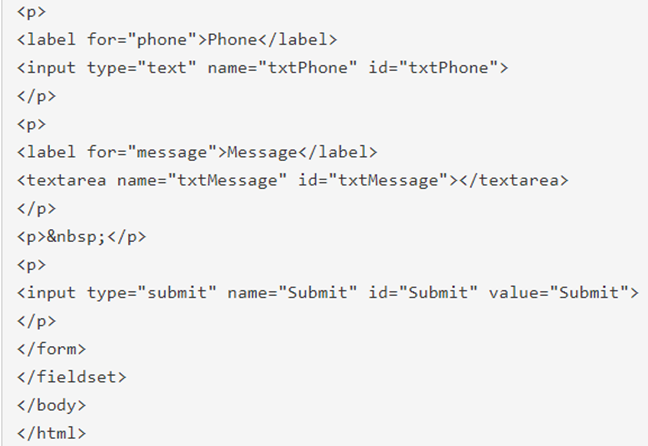 <p>
<label for="phone">Phone</label>
<input type="text" name="txtPhone" id="txtPhone">
</p>
<p>
<label for="message">Message</label>
<textarea name="txtMessage" id="txtMessage"></textarea>
</p>
<p>&nbsp;</p>
<p>
<input type="submit" name="Submit" id="Submit" value="Submit">
</p>
</form>
</fieldset>
</body>
</html>